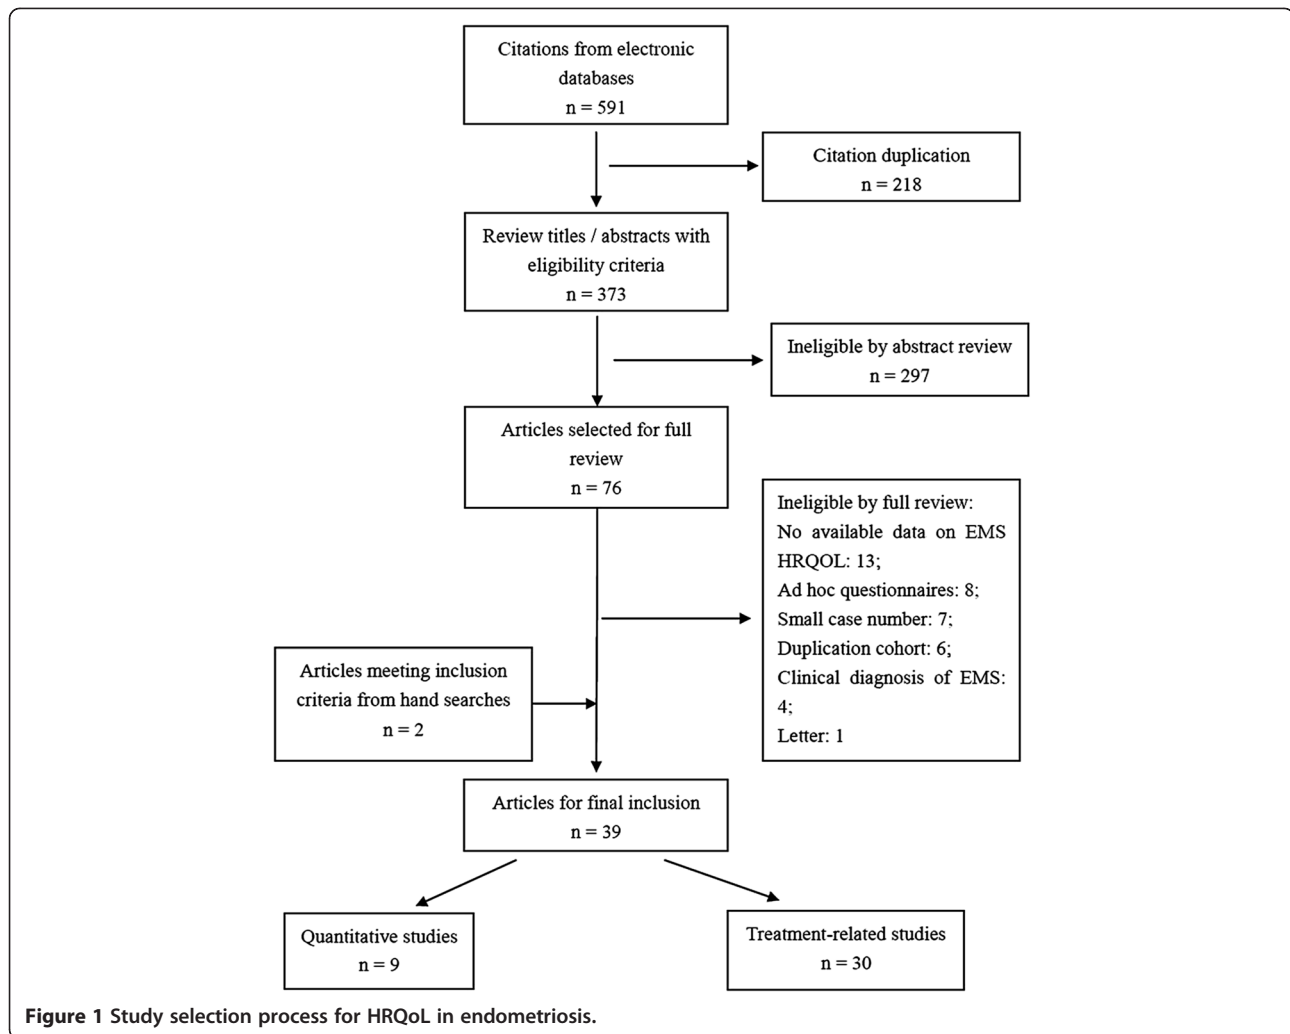 Citations from electronic
databases
n = 591
Citation duplication
n = 218
Review titles / abstracts with
eligibility criteria
n = 373
Ineligible by abstract review
n = 297
Articles selected for full
review
n = 76
Ineligible by full review:
No available data on EMS
HRQOL: 13;
Ad hoc questionnaires: 8;
Small case number: 7;
Duplication cohort: 6;
Clinical diagnosis of EMS:
4;
Letter: 1
Articles meeting inclusion
criteria from hand searches
n = 2
Articles for final inclusion
n = 39
Quantitative studies
n = 9
Treatment-related studies
n = 30
Figure 1 Study selection process for HRQoL in endometriosis.